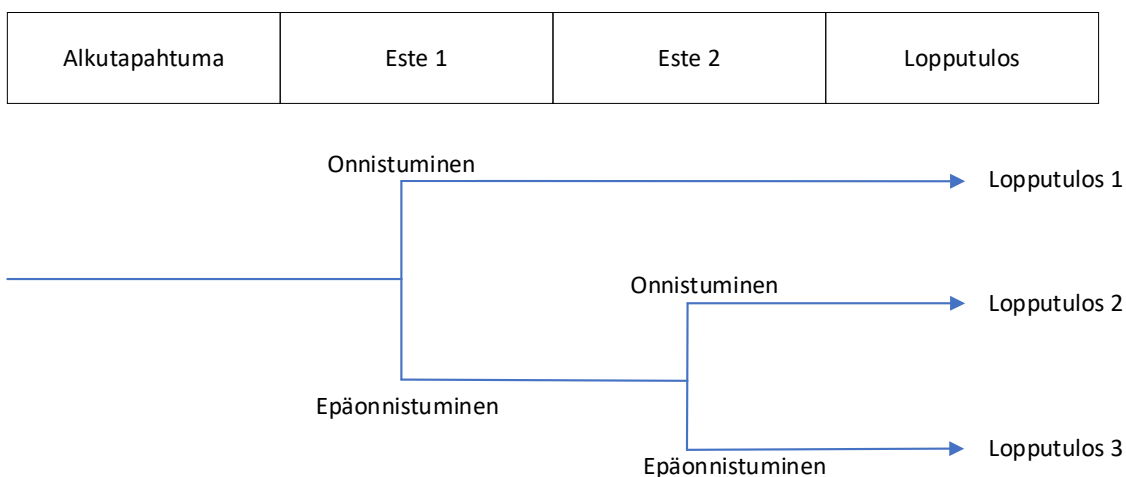 Alkutapahtuma
Este 1
Este 2
Lopputulos
Onnistuminen
Lopputulos 1
Onnistuminen
Lopputulos 2
Epäonnistuminen
Lopputulos 3
Epäonnistuminen